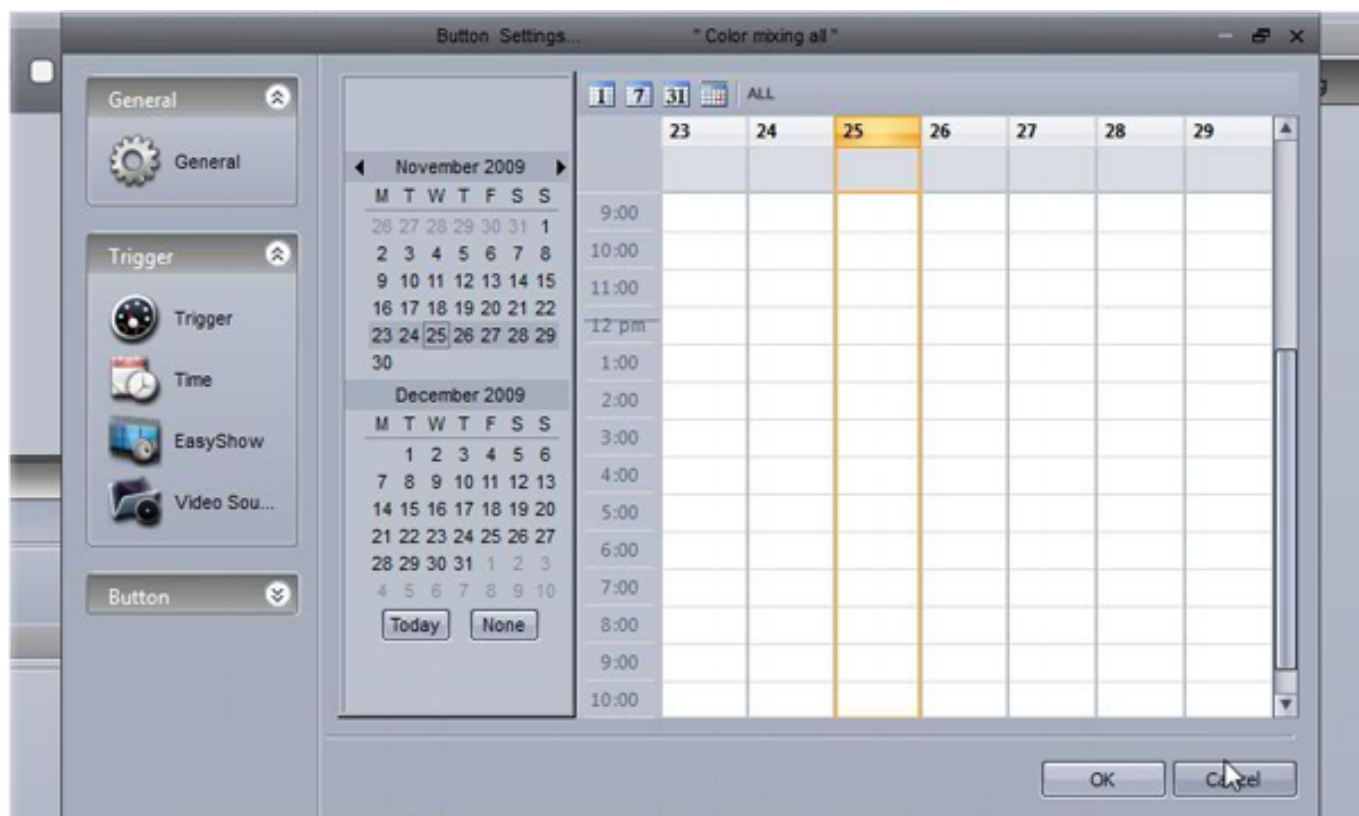 Button Settings... " Color mixing all "
General
General
Trigger
Trigger
Time
EasyShow
Video Sou...
Button
November 2009
M T W T F S S
26 27 28 29 30 31 1
2 3 4 5 6 7 8
9 10 11 12 13 14 15
16 17 18 19 20 21 22
23 24 25 26 27 28 29
30
December 2009
M T W T F S S
1 2 3 4 5 6
7 8 9 10 11 12 13
14 15 16 17 18 19 20
21 22 23 24 25 26 27
28 29 30 31 1 2 3
4 5 6 7 8 9 10
Today None
1 7 31 ALL
23 24 25 26 27 28 29
9:00
10:00
11:00
12 pm
1:00
2:00
3:00
4:00
5:00
6:00
7:00
8:00
9:00
10:00
OK Cancel